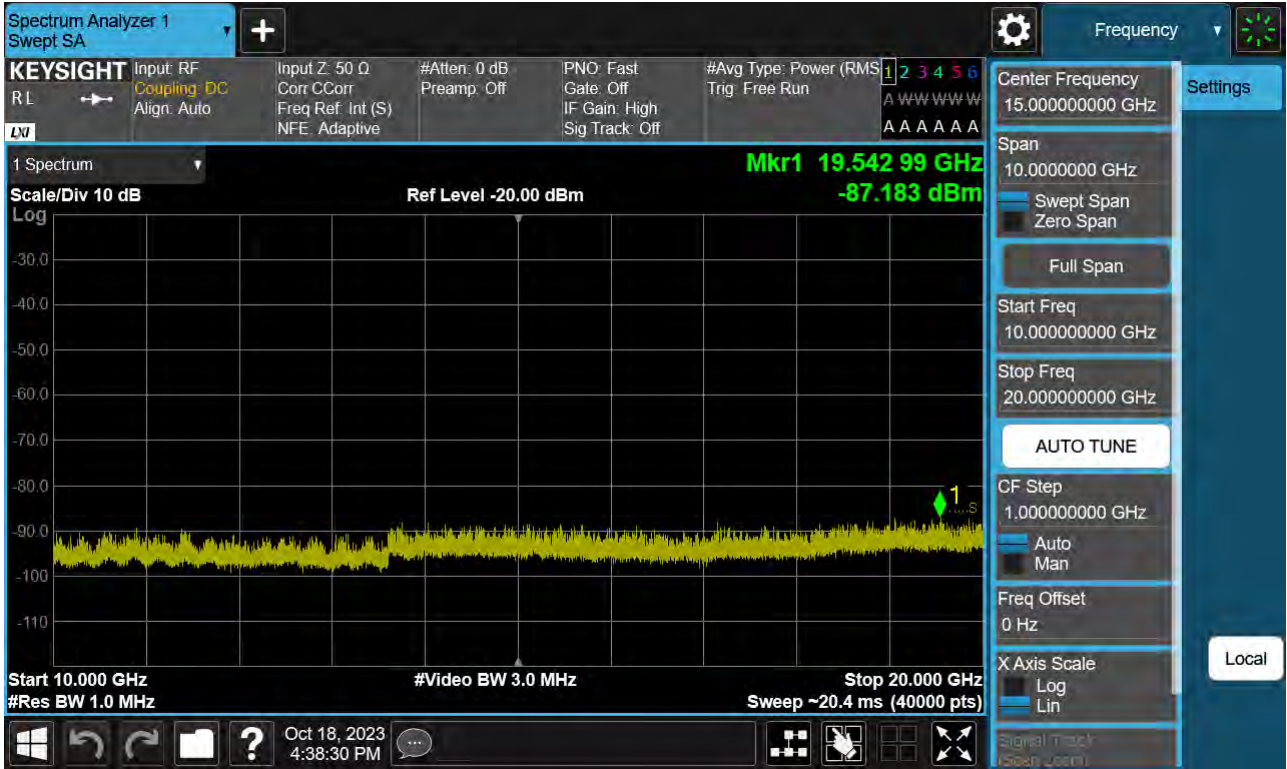 Spectrum Analyzer 1
Swept SA
+
Frequency
KEYSIGHT
RL
LXI
Input: RF
Coupling: DC
Align: Auto
Input Z: 50 Ω
Corr CCorr
Freq Ref: Int (S)
NFE: Adaptive
#Atten: 0 dB
Preamp: Off
PNO: Fast
Gate: Off
IF Gain: High
Sig Track: Off
#Avg Type: Power (RMS
Trig: Free Run
1 2 3 4 5 6
A W W W W W
A A A A A A
1 Spectrum
Scale/Div 10 dB
Log
Ref Level -20.00 dBm
Mkr1 19.542 99 GHz
-87.183 dBm
-30.0
-40.0
-50.0
-60.0
-70.0
-80.0
-90.0
-100
-110
1
S
Start 10.000 GHz
#Res BW 1.0 MHz
#Video BW 3.0 MHz
Stop 20.000 GHz
Sweep ~20.4 ms (40000 pts)
Center Frequency
15.000000000 GHz
Span
10.0000000 GHz
Swept Span
Zero Span
Full Span
Start Freq
10.000000000 GHz
Stop Freq
20.000000000 GHz
AUTO TUNE
CF Step
1.000000000 GHz
Auto
Man
Freq Offset
0 Hz
X Axis Scale
Log
Lin
Signal Track
(Span Zoom)
Settings
Local
?
Oct 18, 2023
4:38:30 PM